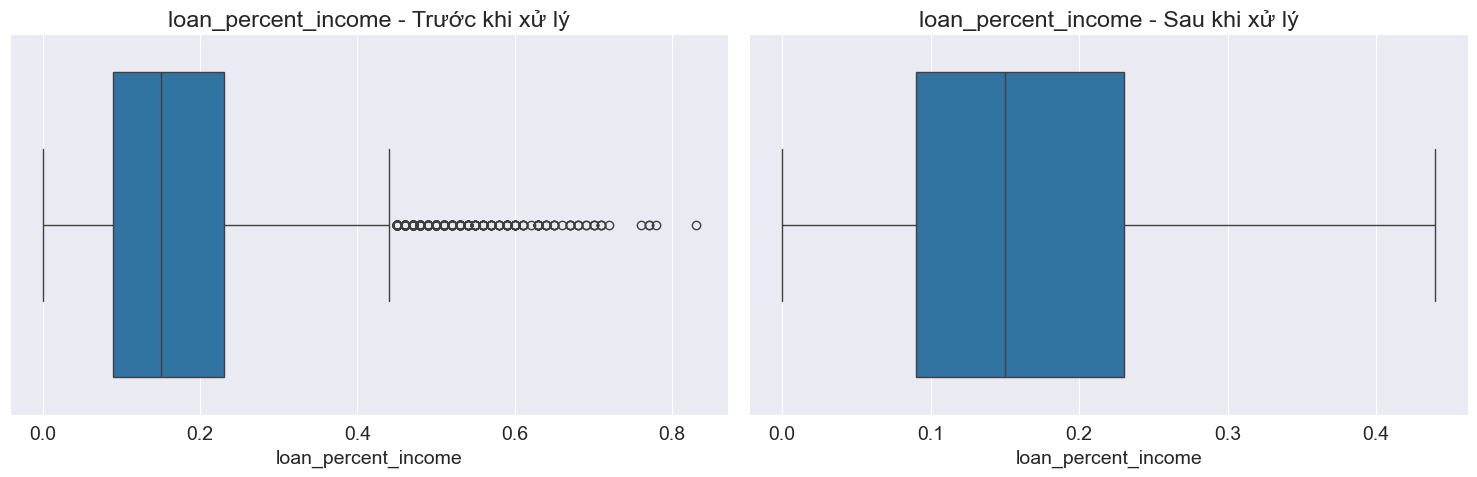 loan_percent_income - Trước khi xử lý
0.0 0.2 0.4 0.6 0.8
loan_percent_income
loan_percent_income - Sau khi xử lý
0.0 0.1 0.2 0.3 0.4
loan_percent_income